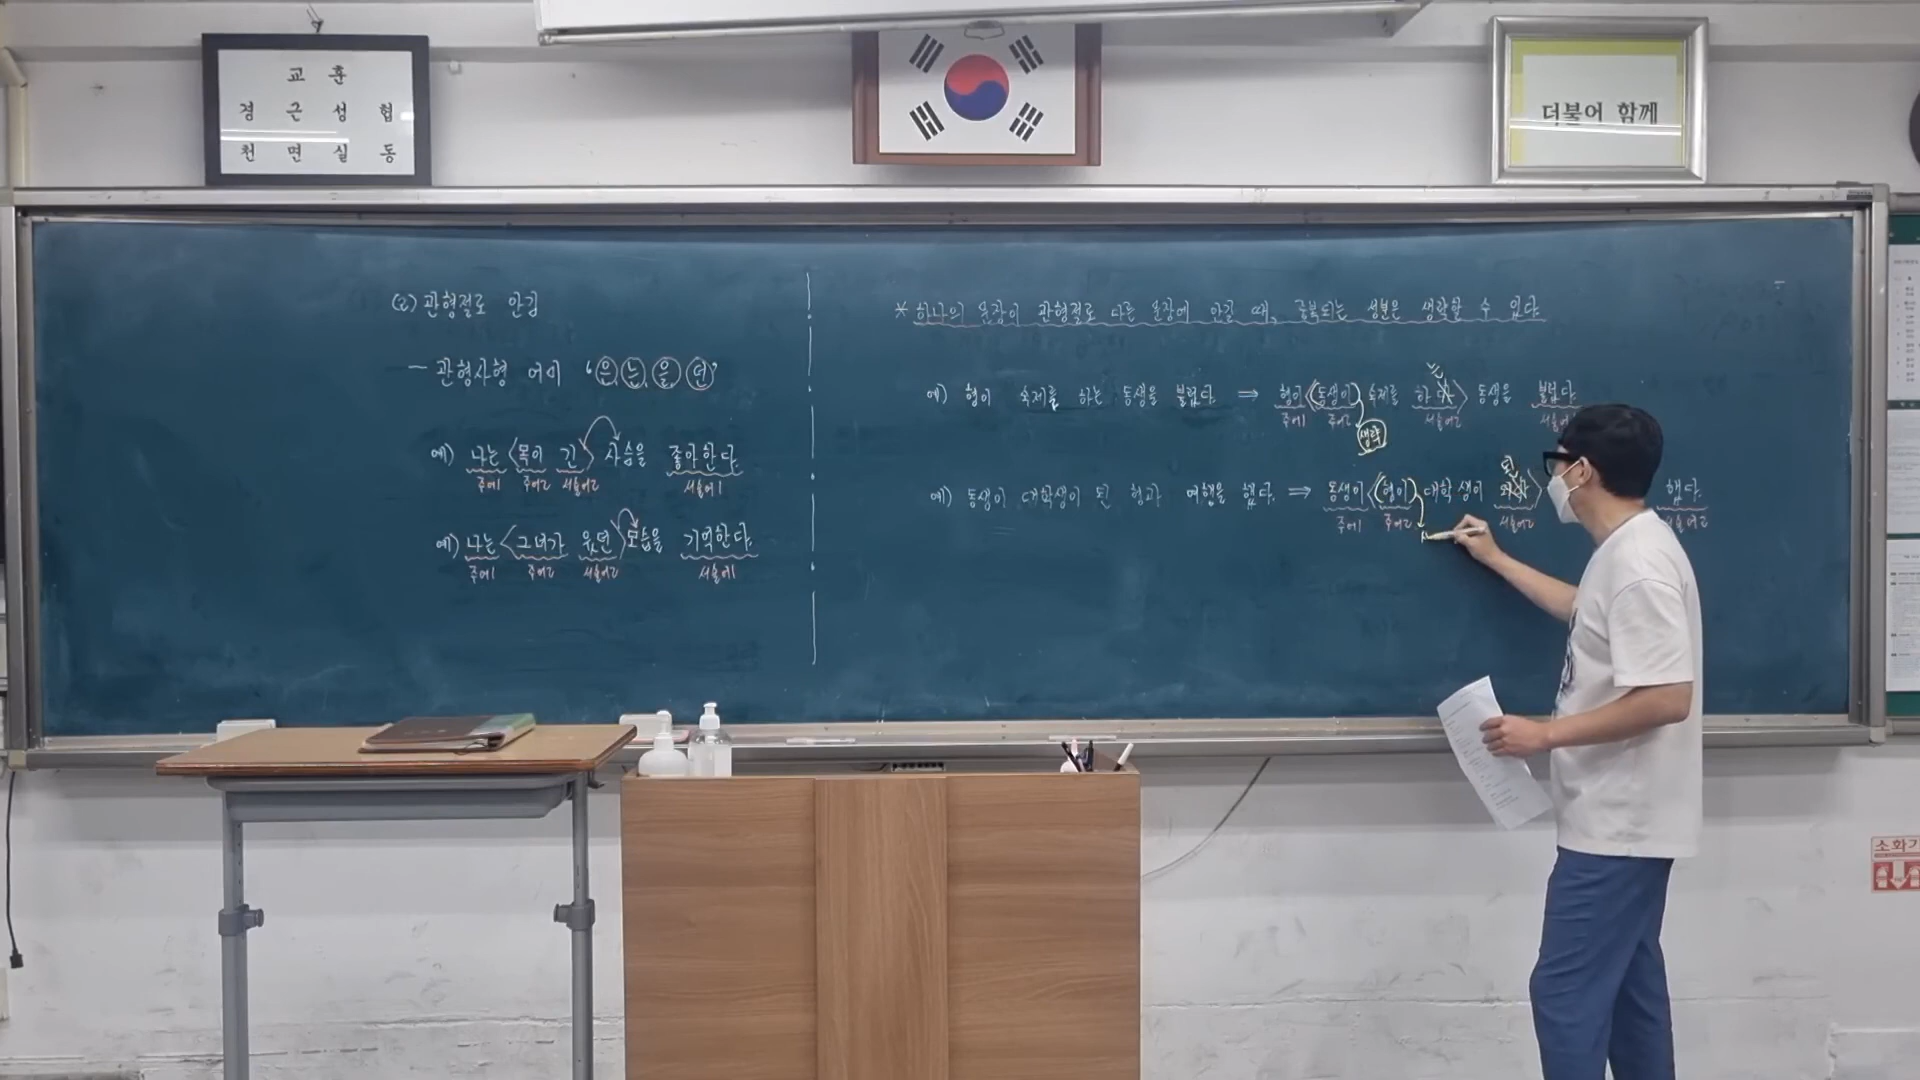 교 훈
경 근 성 협
천 면 실 동
더불어 함께
(2) 관형절로 안김
- 관형사형 어미 '은, 는, 을, 던'
예) 나는 <목이 긴> 사슴을 좋아한다.
주어1 주어2 서술어2 서술어1
예) 나는 <그녀가 웃던> 모습을 기억한다.
주어1 주어2 서술어2 서술어1
* 하나의 문장이 관형절로 다른 문장에 안길 때, 중복되는 성분은 생략할 수 있다.
는
예) 형이 숙제를 하는 동생을 불렀다. ⇒ 형이 <(동생이) 숙제를 하다> 동생을 불렀다.
주어1 주어2 서술어2
생략
된
예) 동생이 대학생이 된 형과 여행을 했다. ⇒ 동생이 <(형이) 대학생이 했다.
주어1 주어2 서술어2 서술어2
소화기